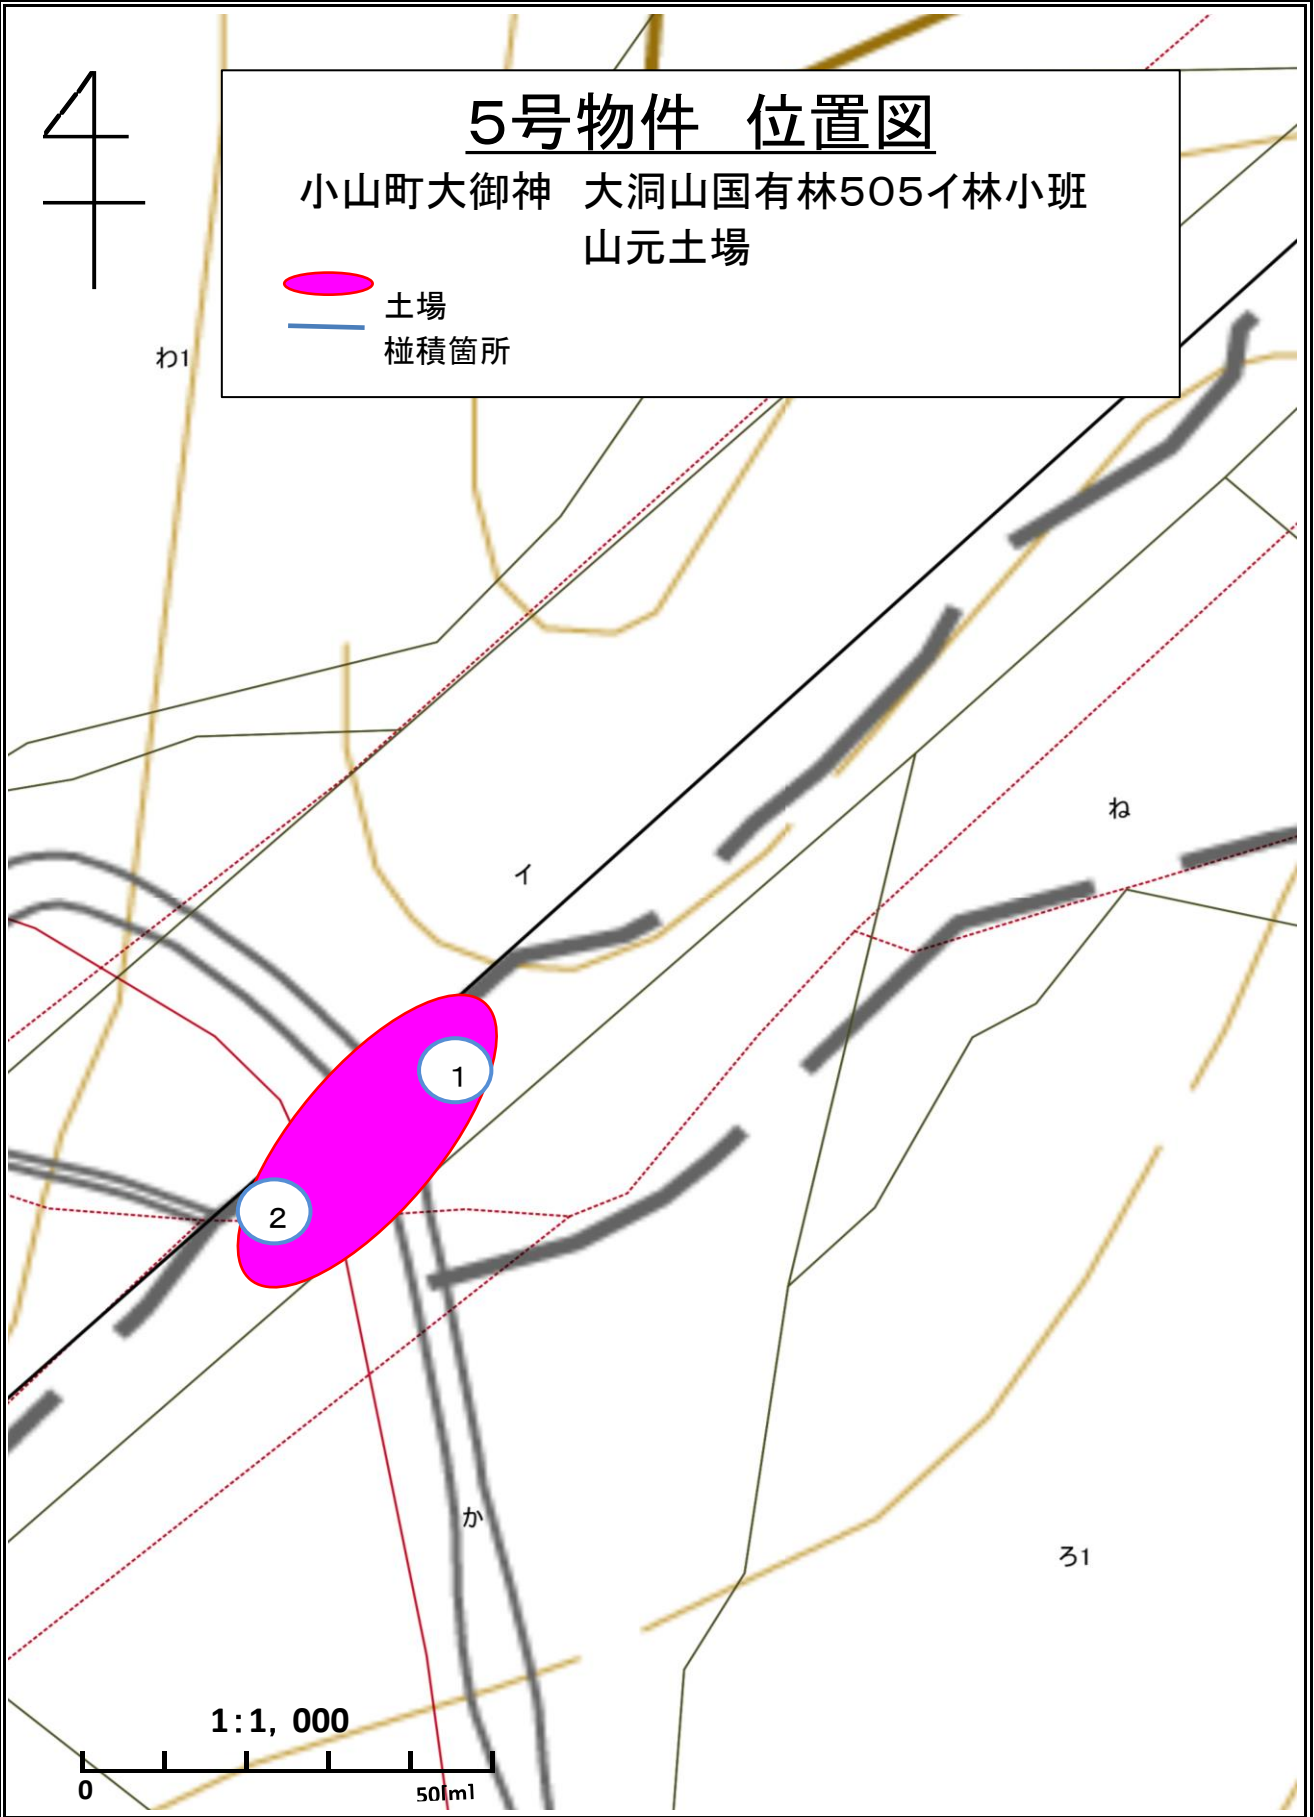 5号物件　位置図
小山町大御神　大洞山国有林505イ林小班
山元土場
土場
椪積箇所
わ1
ね
イ
1
2
か
ろ1
1:1, 000
0
50[m]